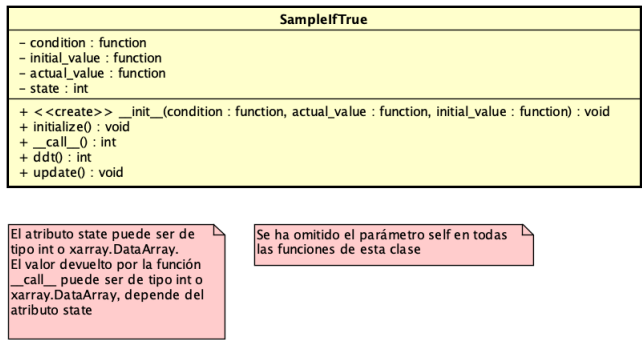 SampleIfTrue
- condition : function
- initial_value : function
- actual_value : function
- state : int
+ <<create>> __init__(condition : function, actual_value : function, initial_value : function) : void
+ initialize() : void
+ __call__() : int
+ ddt() : int
+ update() : void
El atributo state puede ser de
tipo int o xarray.DataArray.
El valor devuelto por la función
__call__ puede ser de tipo int o
xarray.DataArray, depende del
atributo state
Se ha omitido el parámetro self en todas
las funciones de esta clase